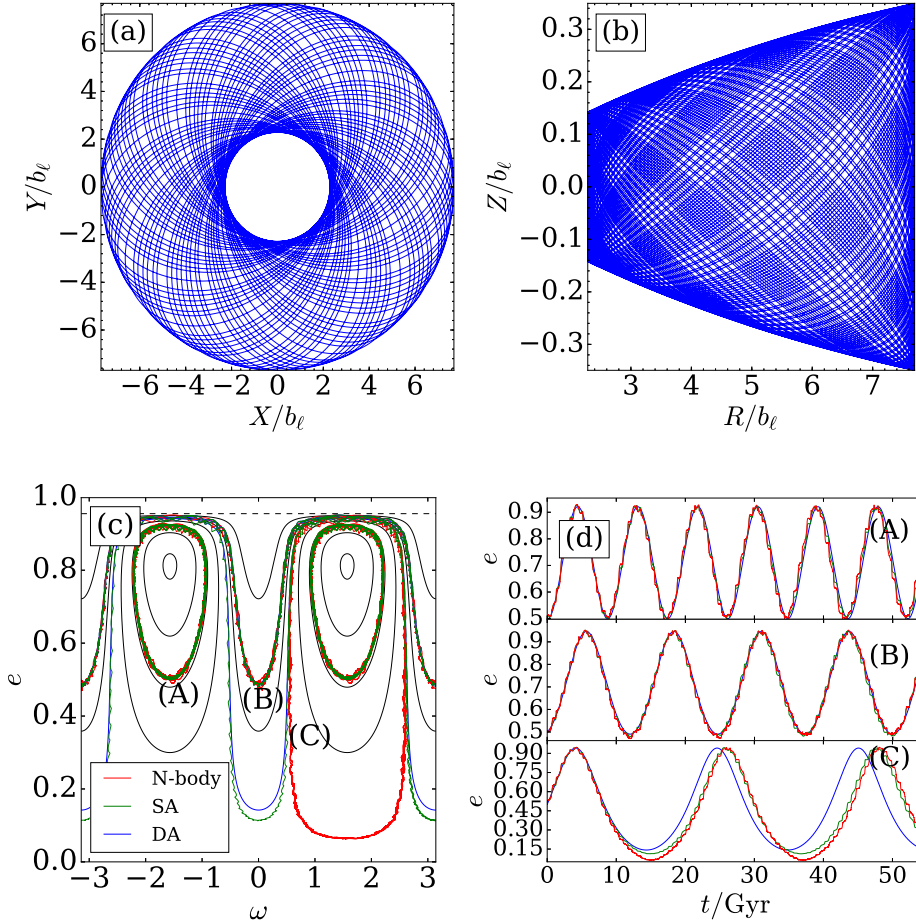 (a)
6
4
2
0
−2
−4
−6
Y/b_ℓ
−6 −4 −2 0 2 4 6
X/b_ℓ
(b)
0.3
0.2
0.1
0.0
−0.1
−0.2
−0.3
Z/b_ℓ
3 4 5 6 7
R/b_ℓ
(c)
1.0
0.8
0.6
0.4
0.2
0.0
e
(A)
(B)
(C)
N-body
SA
DA
−3 −2 −1 0 1 2 3
ω
(d)
(A)
0.9
0.8
0.7
0.6
0.5
e
(B)
0.9
0.8
0.7
0.6
0.5
e
(C)
0.90
0.75
0.60
0.45
0.30
0.15
e
0 10 20 30 40 50
t/Gyr